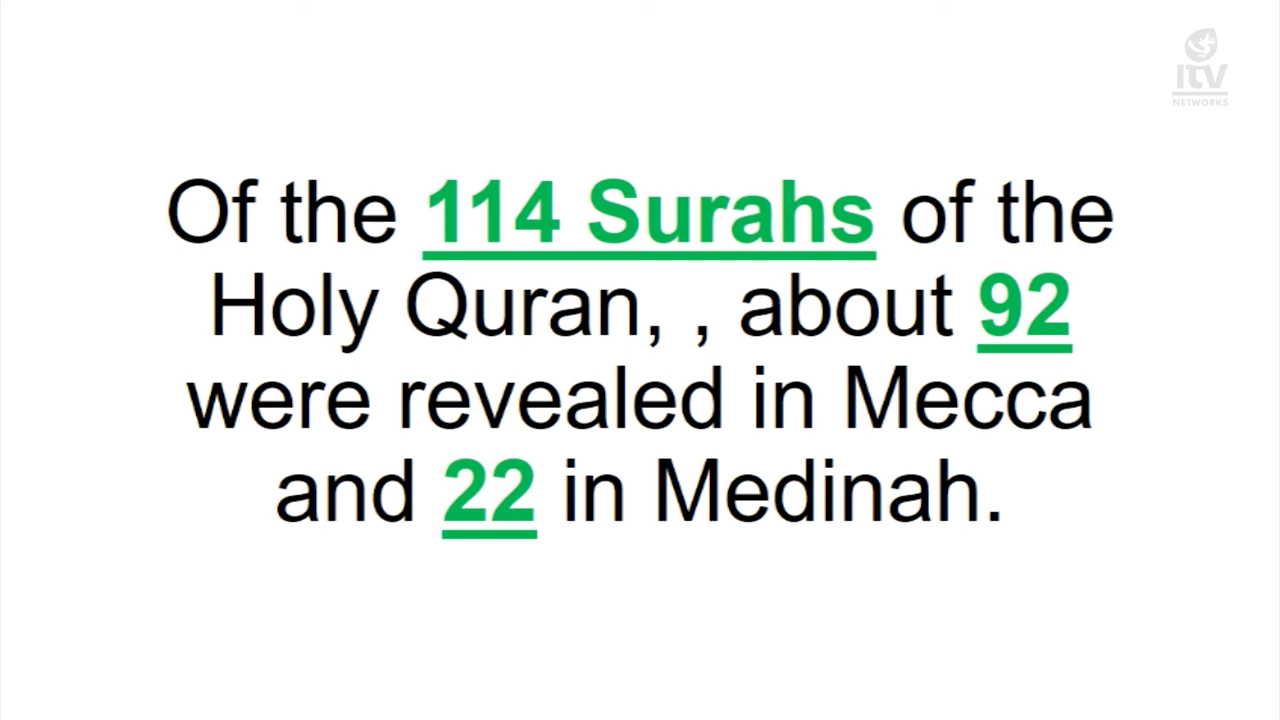 ITV
NETWORKS
Of the 114 Surahs of the
Holy Quran, , about 92
were revealed in Mecca
and 22 in Medinah.